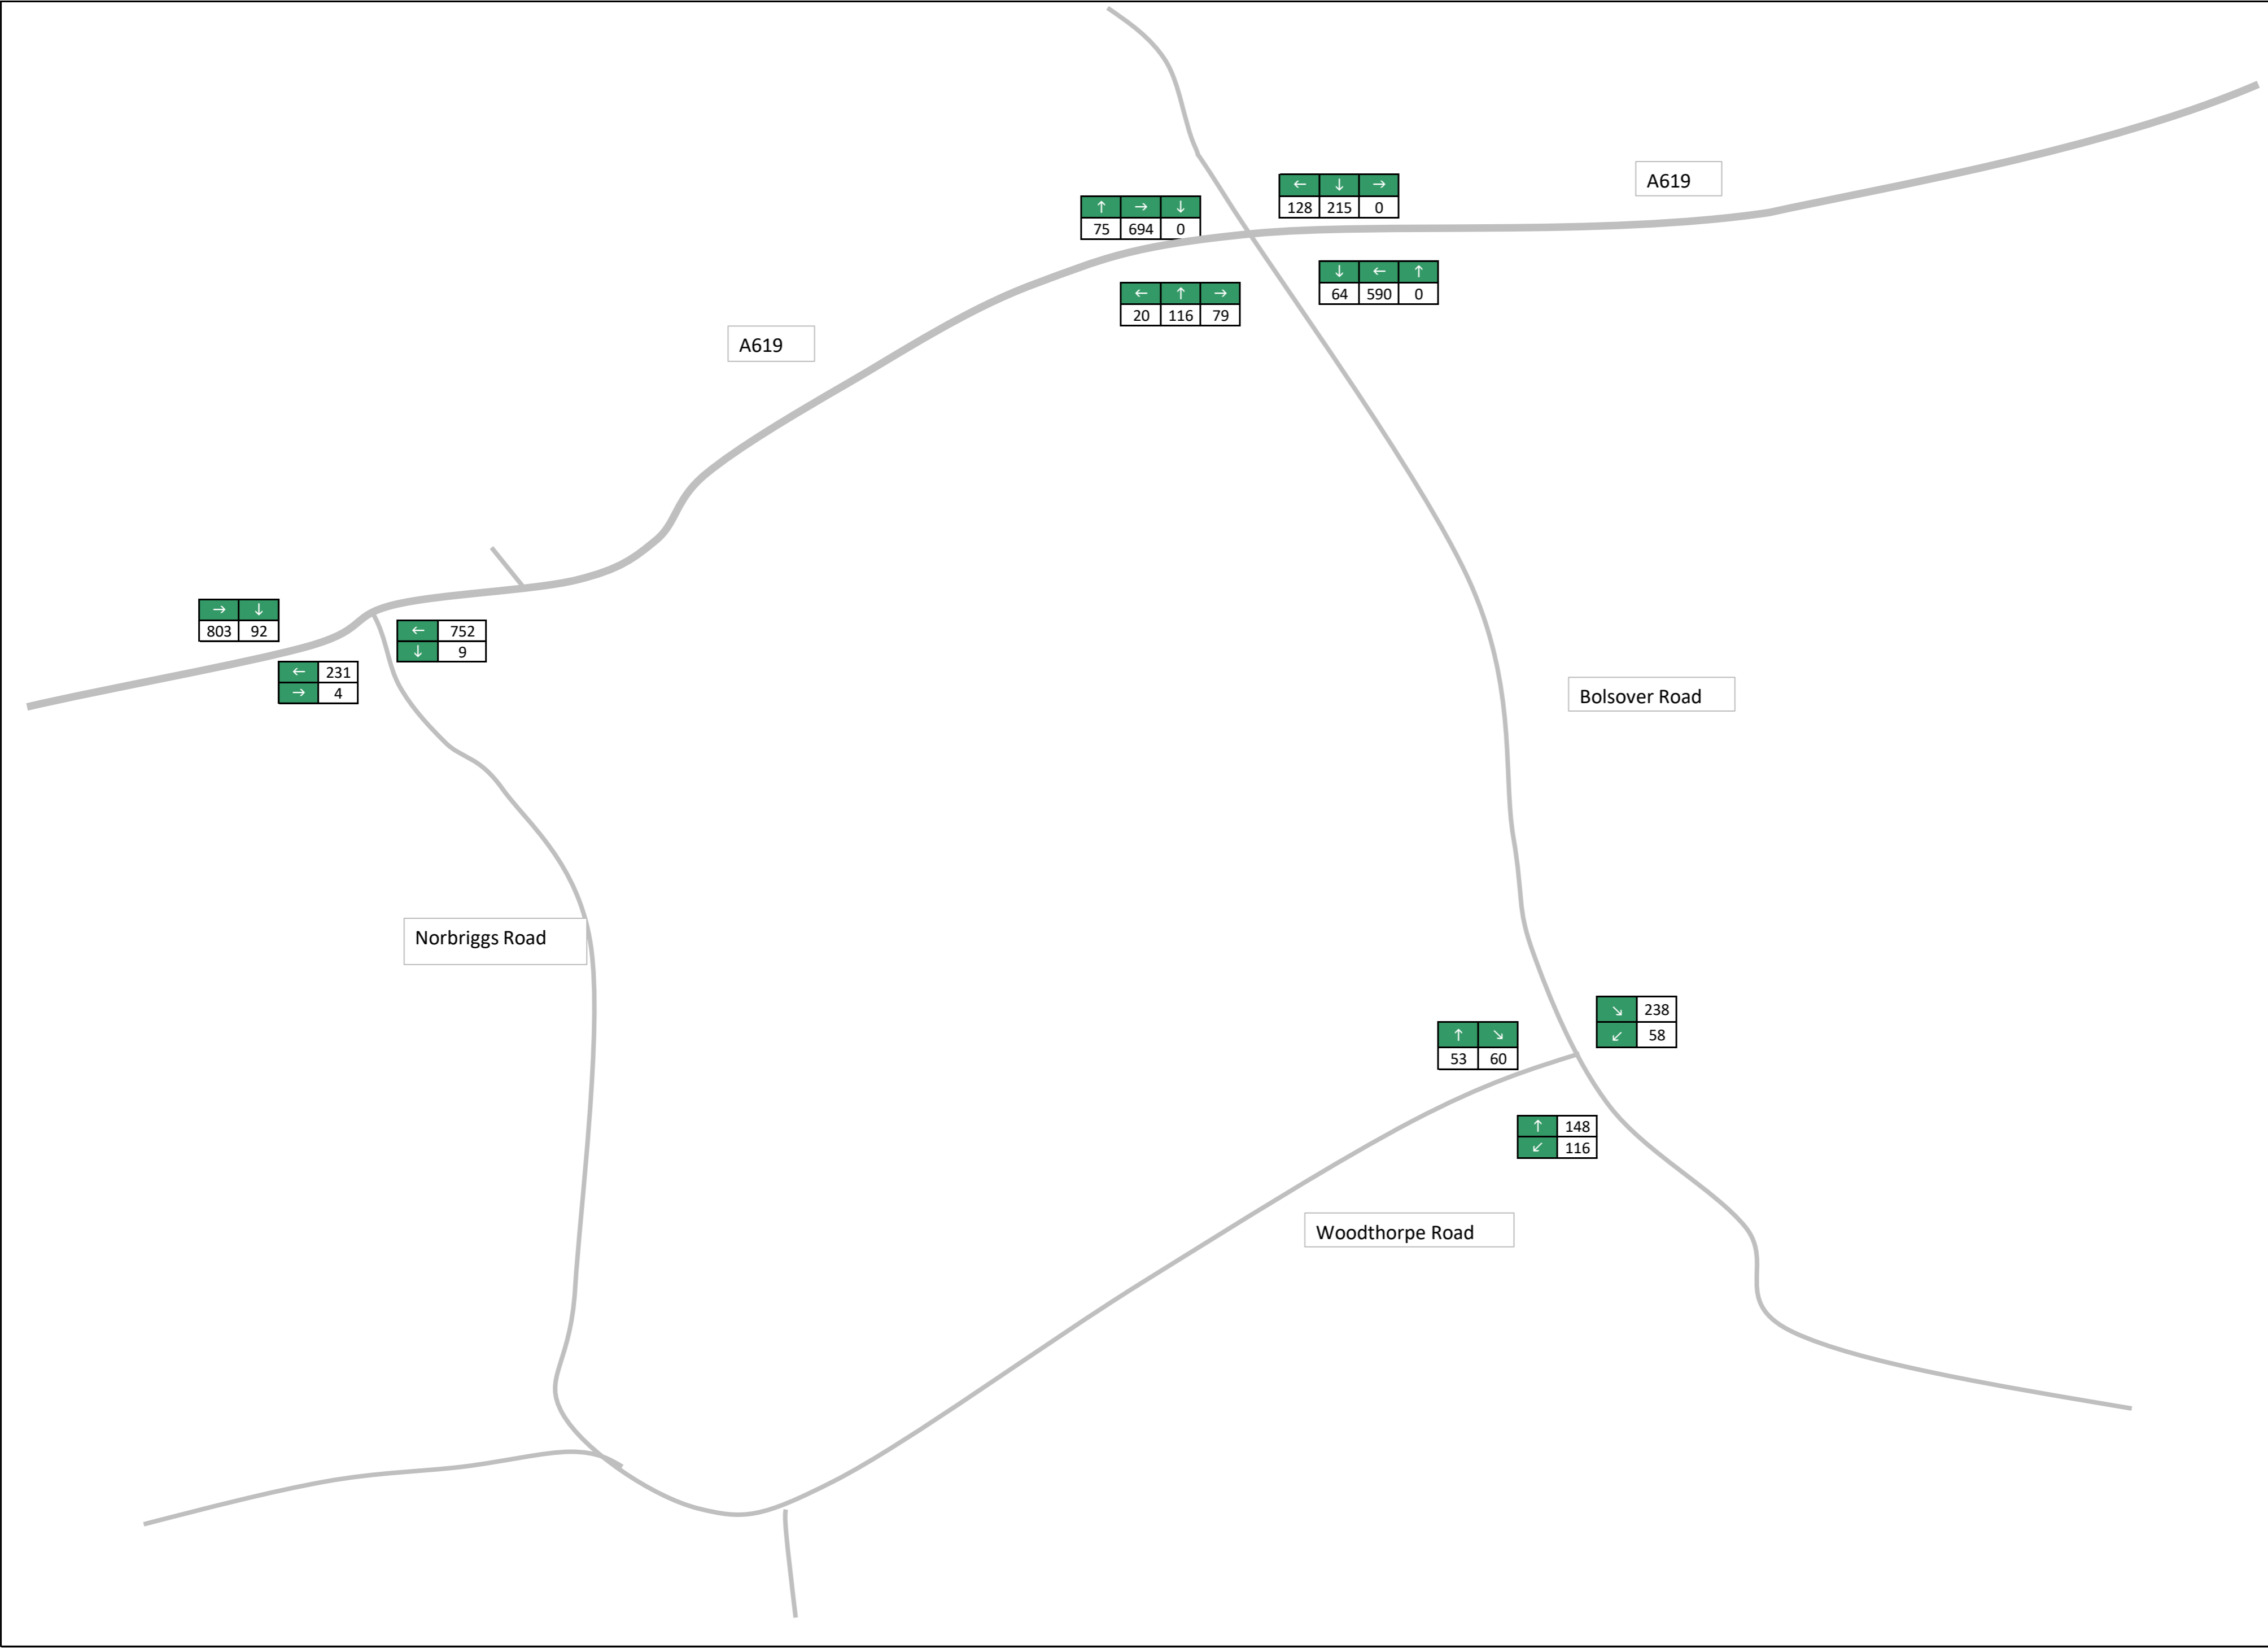 A619
← ↓ →
128 215 0
↑ → ↓
75 694 0
↓ ← ↑
64 590 0
← ↑ →
20 116 79
A619
→ ↓
803 92
← 752
↓ 9
← 231
→ 4
Bolsover Road
Norbriggs Road
↘ 238
↙ 58
↑ ↘
53 60
↑ 148
↙ 116
Woodthorpe Road